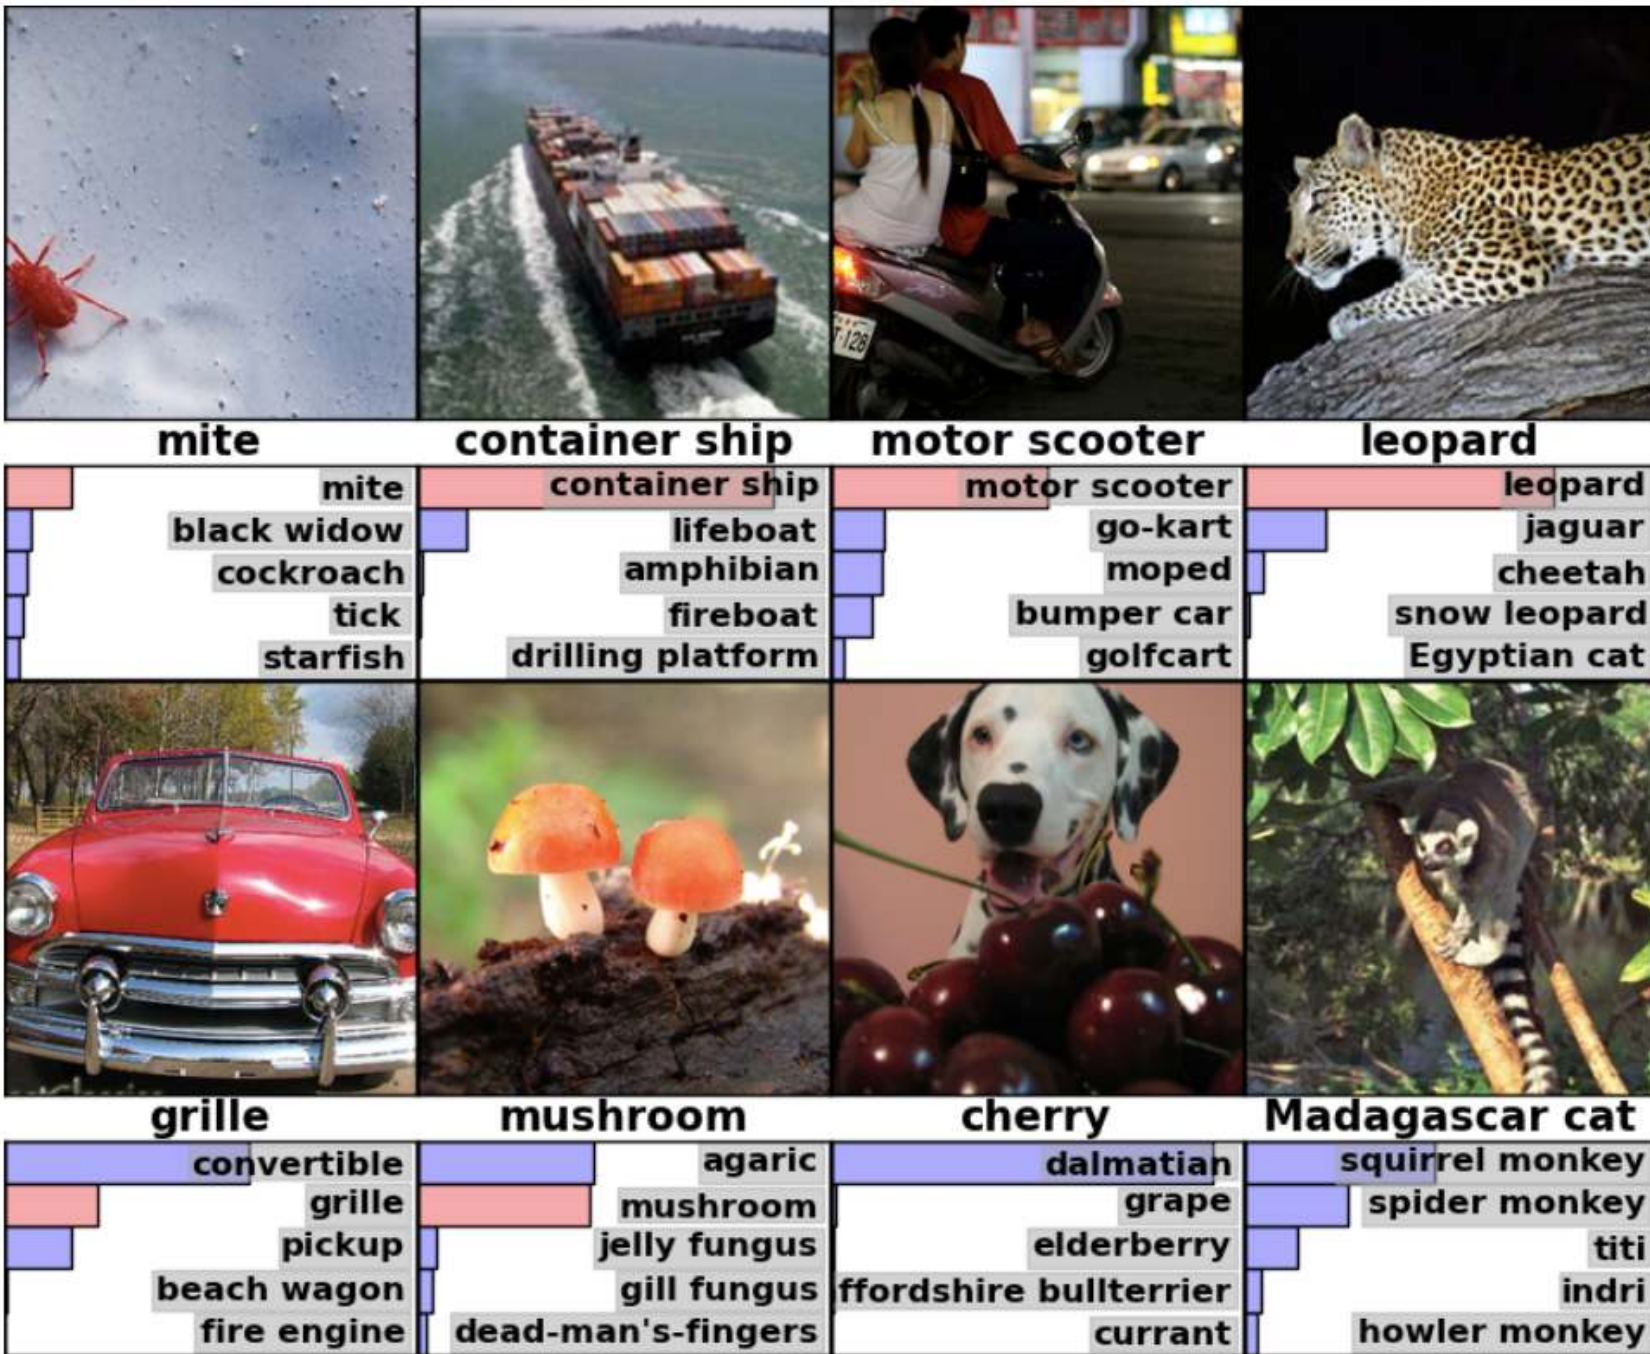 T-128
mite
container ship
motor scooter
leopard
mite
black widow
cockroach
tick
starfish
container ship
lifeboat
amphibian
fireboat
drilling platform
motor scooter
go-kart
moped
bumper car
golfcart
leopard
jaguar
cheetah
snow leopard
Egyptian cat
grille
mushroom
cherry
Madagascar cat
convertible
grille
pickup
beach wagon
fire engine
agaric
mushroom
jelly fungus
gill fungus
dead-man's-fingers
dalmatian
grape
elderberry
ffordshire bullterrier
currant
squirrel monkey
spider monkey
titi
indri
howler monkey